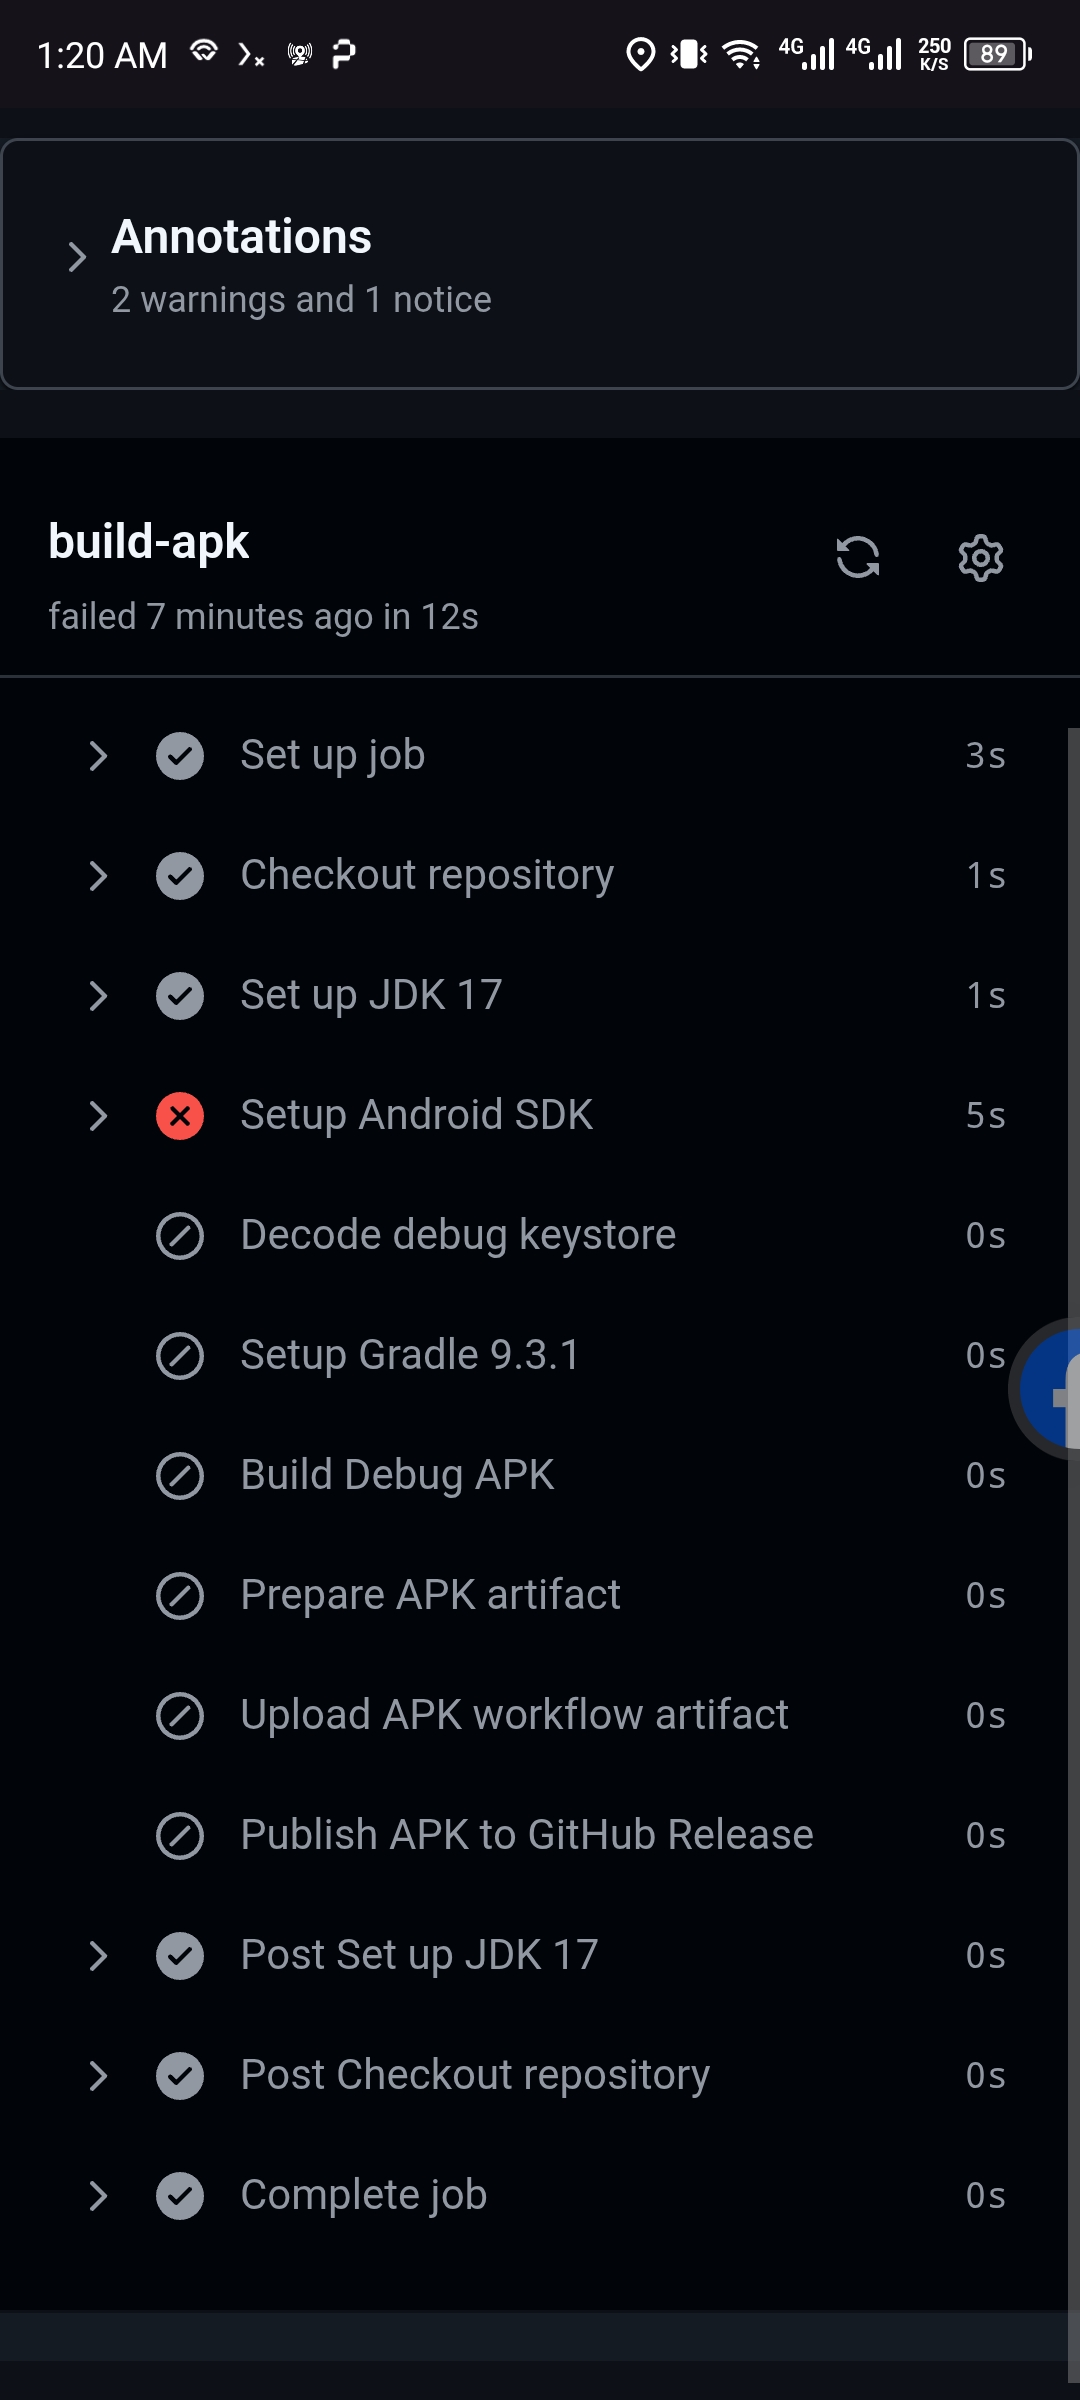 1:20 AM
4G 4G 250 K/S 89
Annotations
2 warnings and 1 notice
build-apk
failed 7 minutes ago in 12s
Set up job 3s
Checkout repository 1s
Set up JDK 17 1s
Setup Android SDK 5s
Decode debug keystore 0s
Setup Gradle 9.3.1 0s
Build Debug APK 0s
Prepare APK artifact 0s
Upload APK workflow artifact 0s
Publish APK to GitHub Release 0s
Post Set up JDK 17 0s
Post Checkout repository 0s
Complete job 0s